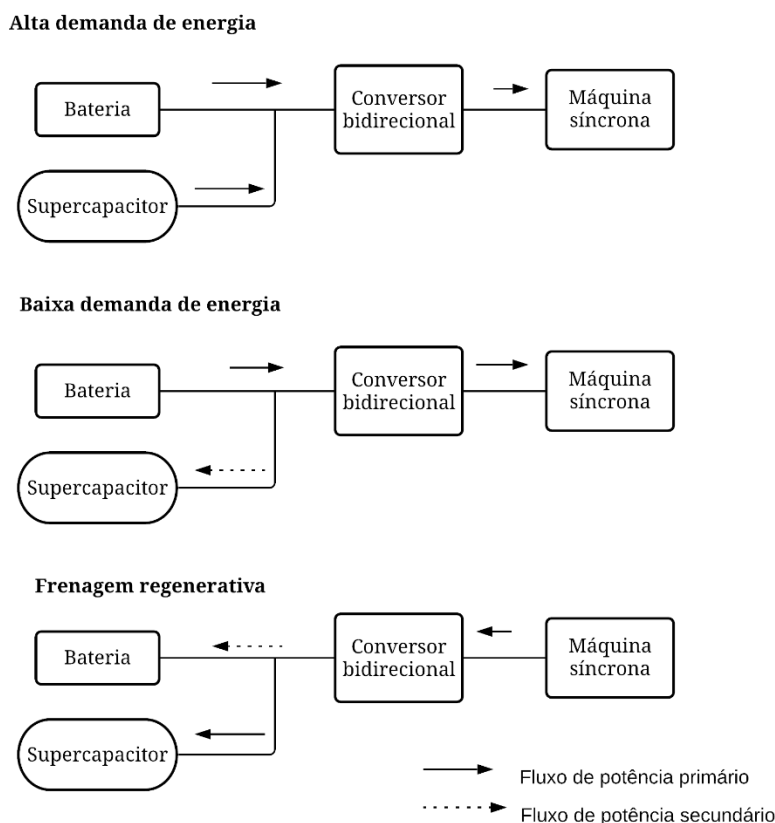 Alta demanda de energia
Bateria
Conversor
bidirecional
Máquina
síncrona
Supercapacitor
Baixa demanda de energia
Bateria
Conversor
bidirecional
Máquina
síncrona
Supercapacitor
Frenagem regenerativa
Bateria
Conversor
bidirecional
Máquina
síncrona
Supercapacitor
Fluxo de potência primário
Fluxo de potência secundário